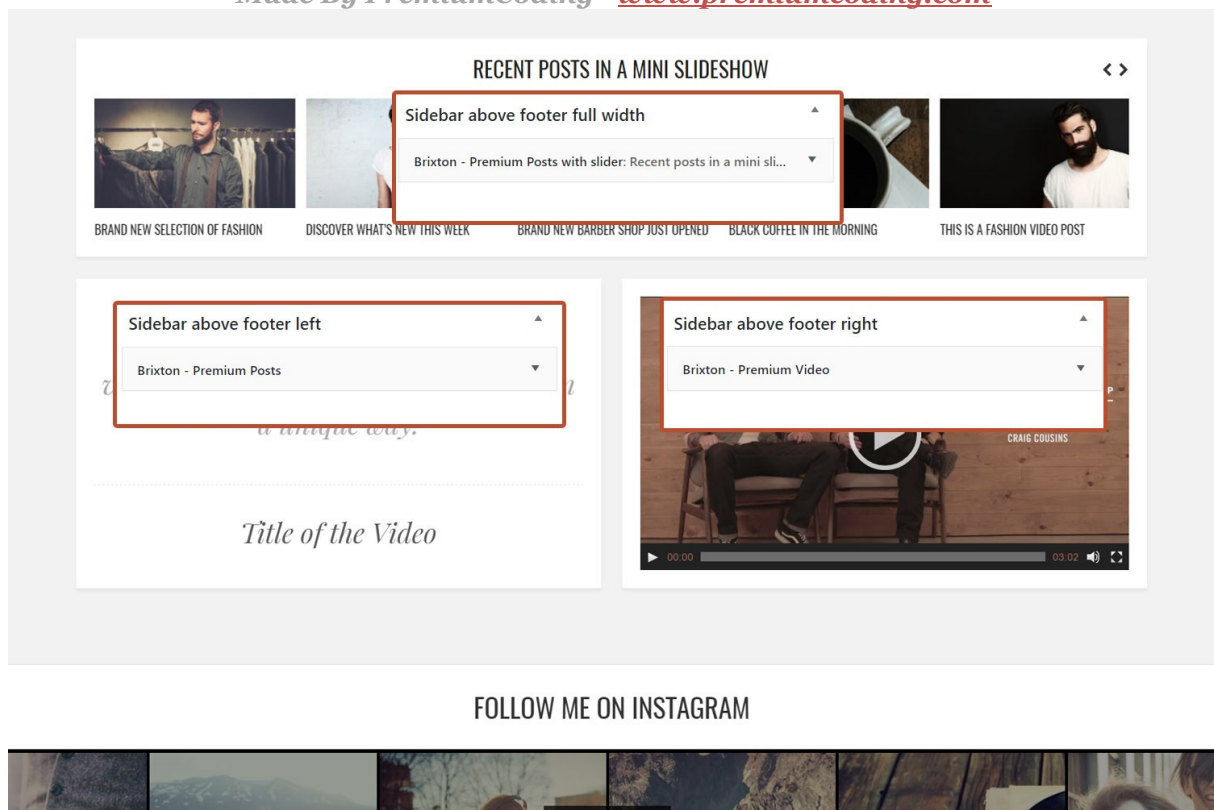 Made By PremiumCoding - www.premiumcoding.com
RECENT POSTS IN A MINI SLIDESHOW
Sidebar above footer full width
Brixton - Premium Posts with slider: Recent posts in a mini sli...
BRAND NEW SELECTION OF FASHION
DISCOVER WHAT'S NEW THIS WEEK
BRAND NEW BARBER SHOP JUST OPENED
BLACK COFFEE IN THE MORNING
THIS IS A FASHION VIDEO POST
Sidebar above footer left
Brixton - Premium Posts
a unique way.
Title of the Video
Sidebar above footer right
Brixton - Premium Video
P
CRAIG COUSINS
00:00
03:02
FOLLOW ME ON INSTAGRAM